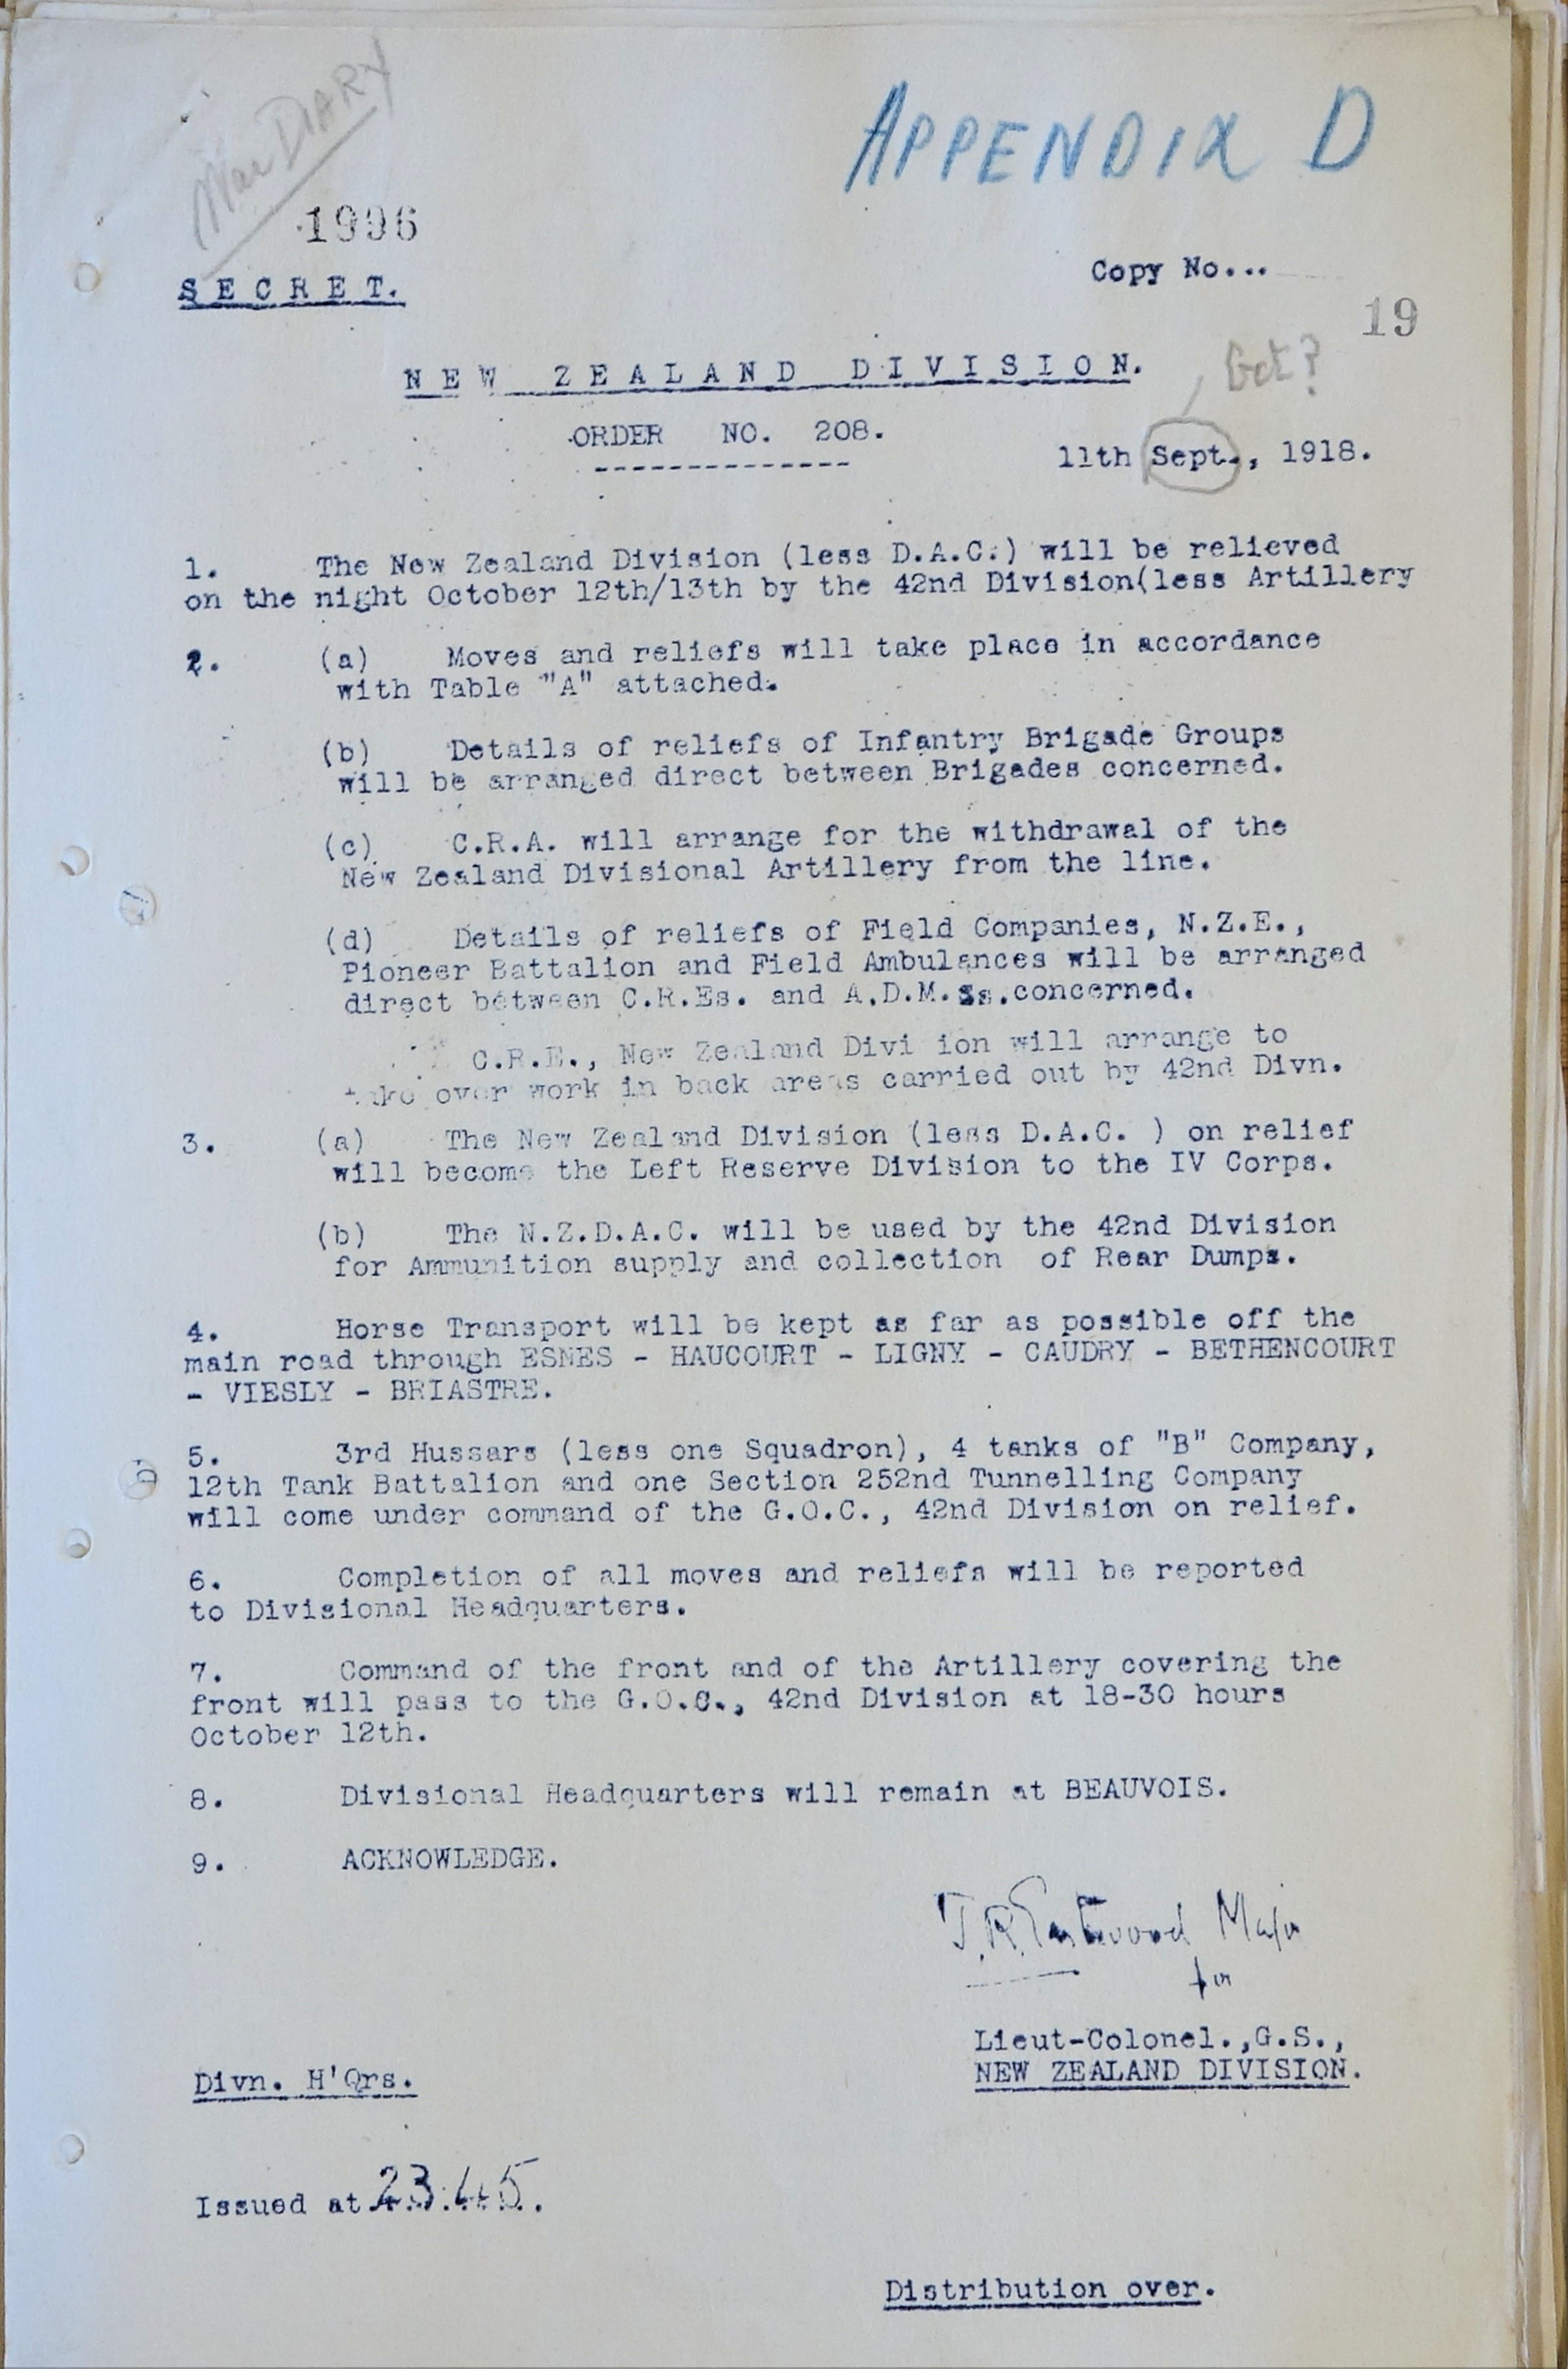 War DIARY
APPENDIX D
1996
SECRET.
Copy No...
19
NEW ZEALAND DIVISION.
Oct?
ORDER NO. 208.
11th Sept., 1918.
1. The New Zealand Division (less D.A.C.) will be relieved
on the night October 12th/13th by the 42nd Division(less Artillery
2. (a) Moves and reliefs will take place in accordance
with Table "A" attached.
(b) Details of reliefs of Infantry Brigade Groups
will be arranged direct between Brigades concerned.
(c) C.R.A. will arrange for the withdrawal of the
New Zealand Divisional Artillery from the line.
(d) Details of reliefs of Field Companies, N.Z.E.,
Pioneer Battalion and Field Ambulances will be arranged
direct between C.R.Es. and A.D.M.Ss. concerned.
C.R.E., New Zealand Divi ion will arrange to
take over work in back areas carried out by 42nd Divn.
3. (a) The New Zealand Division (less D.A.C. ) on relief
will become the Left Reserve Division to the IV Corps.
(b) The N.Z.D.A.C. will be used by the 42nd Division
for Ammunition supply and collection of Rear Dumps.
4. Horse Transport will be kept as far as possible off the
main road through ESNES - HAUCOURT - LIGNY - CAUDRY - BETHENCOURT
- VIESLY - BRIASTRE.
5. 3rd Hussars (less one Squadron), 4 tanks of "B" Company,
12th Tank Battalion and one Section 252nd Tunnelling Company
will come under command of the G.O.C., 42nd Division on relief.
6. Completion of all moves and reliefs will be reported
to Divisional Headquarters.
7. Command of the front and of the Artillery covering the
front will pass to the G.O.C., 42nd Division at 18-30 hours
October 12th.
8. Divisional Headquarters will remain at BEAUVOIS.
9. ACKNOWLEDGE.
T.R. Eastwood Major
for
Lieut-Colonel.,G.S.,
NEW ZEALAND DIVISION.
Divn. H'Qrs.
Issued at 23.45.
Distribution over.